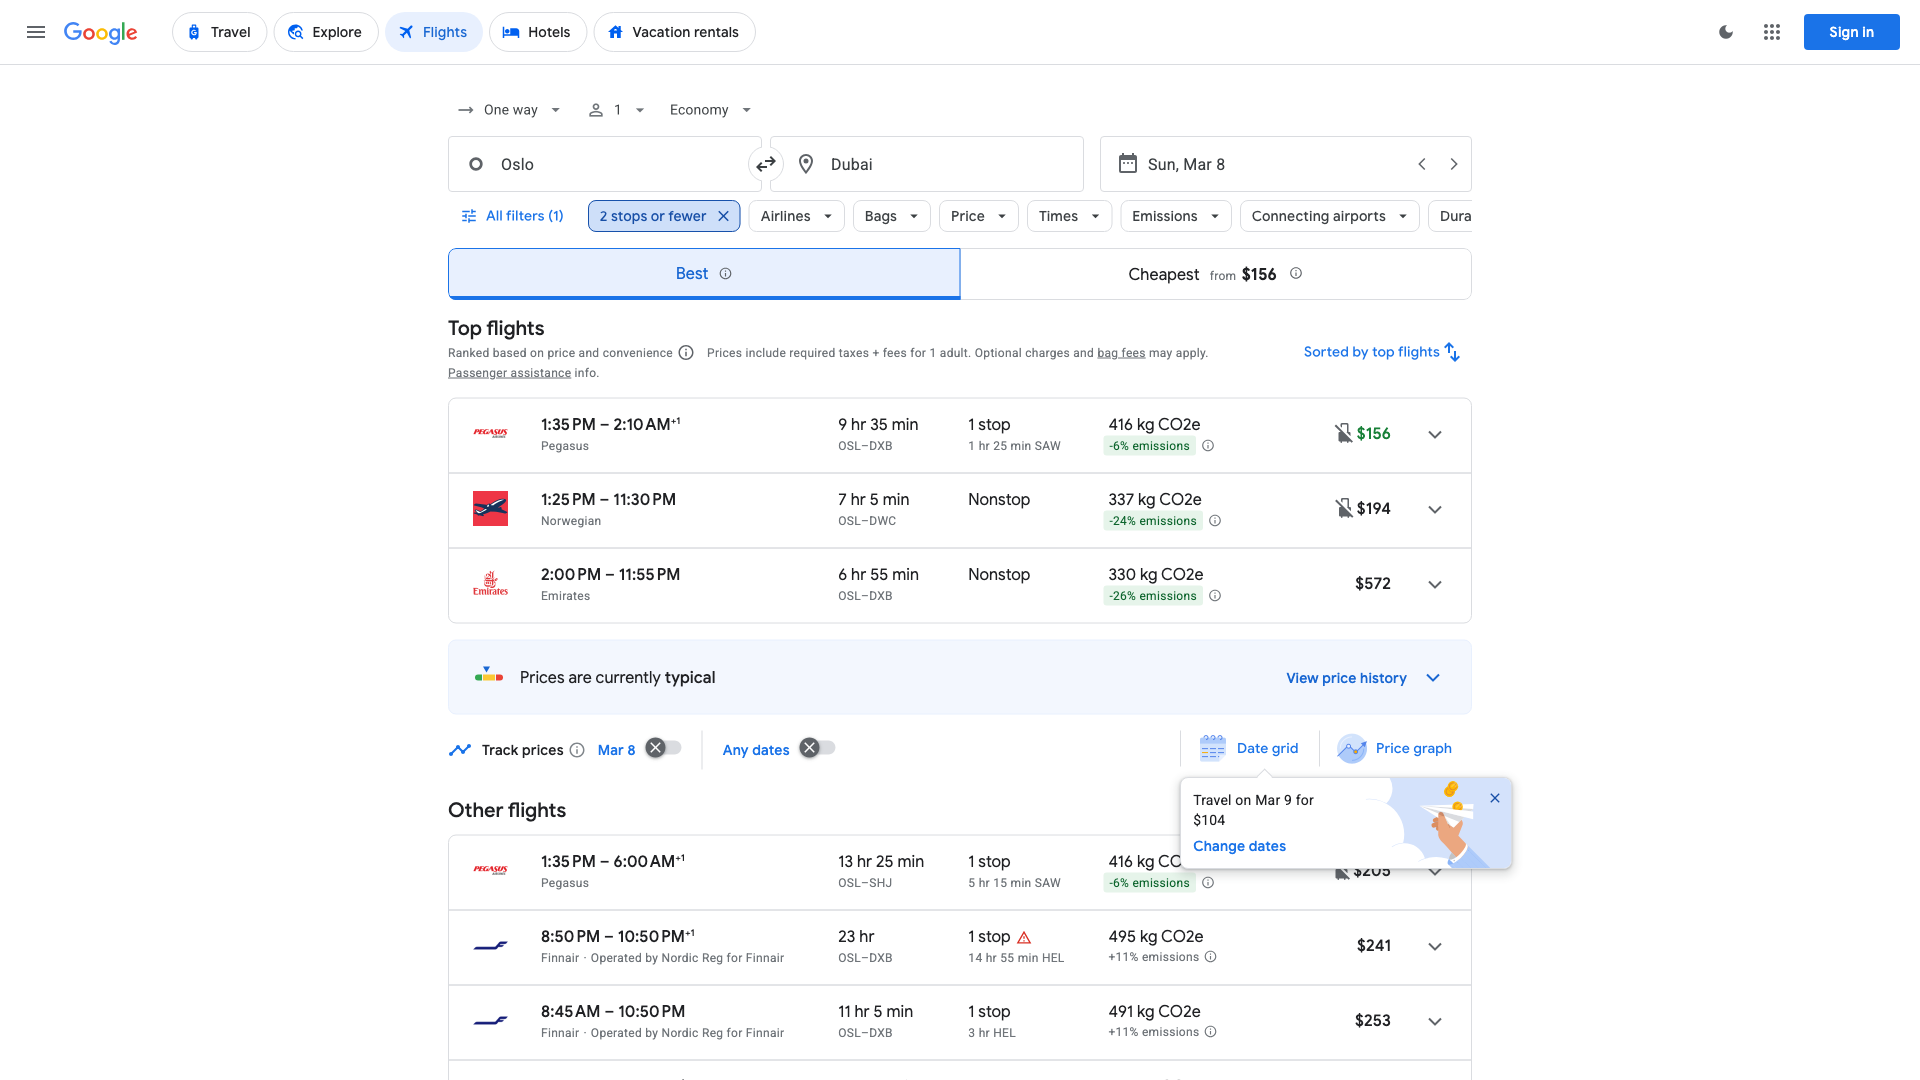 Google
Travel
Explore
Flights
Hotels
Vacation rentals
Sign in
One way
1
Economy
Oslo
Dubai
Sun, Mar 8
All filters (1)
2 stops or fewer
Airlines
Bags
Price
Times
Emissions
Connecting airports
Dura
Best
Cheapest from $156
Top flights
Ranked based on price and convenience
Prices include required taxes + fees for 1 adult. Optional charges and bag fees may apply.
Passenger assistance info.
Sorted by top flights
PEGASUS
1:35 PM – 2:10 AM+1
9 hr 35 min
1 stop
416 kg CO2e
$156
Pegasus
OSL–DXB
1 hr 25 min SAW
-6% emissions
1:25 PM – 11:30 PM
7 hr 5 min
Nonstop
337 kg CO2e
$194
Norwegian
OSL–DWC
-24% emissions
Emirates
2:00 PM – 11:55 PM
6 hr 55 min
Nonstop
330 kg CO2e
$572
Emirates
OSL–DXB
-26% emissions
Prices are currently typical
View price history
Track prices
Mar 8
Any dates
Date grid
Price graph
Travel on Mar 9 for
$104
Change dates
Other flights
PEGASUS
1:35 PM – 6:00 AM+1
13 hr 25 min
1 stop
416 kg CO
$205
Pegasus
OSL–SHJ
5 hr 15 min SAW
-6% emissions
8:50 PM – 10:50 PM+1
23 hr
1 stop
495 kg CO2e
$241
Finnair · Operated by Nordic Reg for Finnair
OSL–DXB
14 hr 55 min HEL
+11% emissions
8:45 AM – 10:50 PM
11 hr 5 min
1 stop
491 kg CO2e
$253
Finnair · Operated by Nordic Reg for Finnair
OSL–DXB
3 hr HEL
+11% emissions